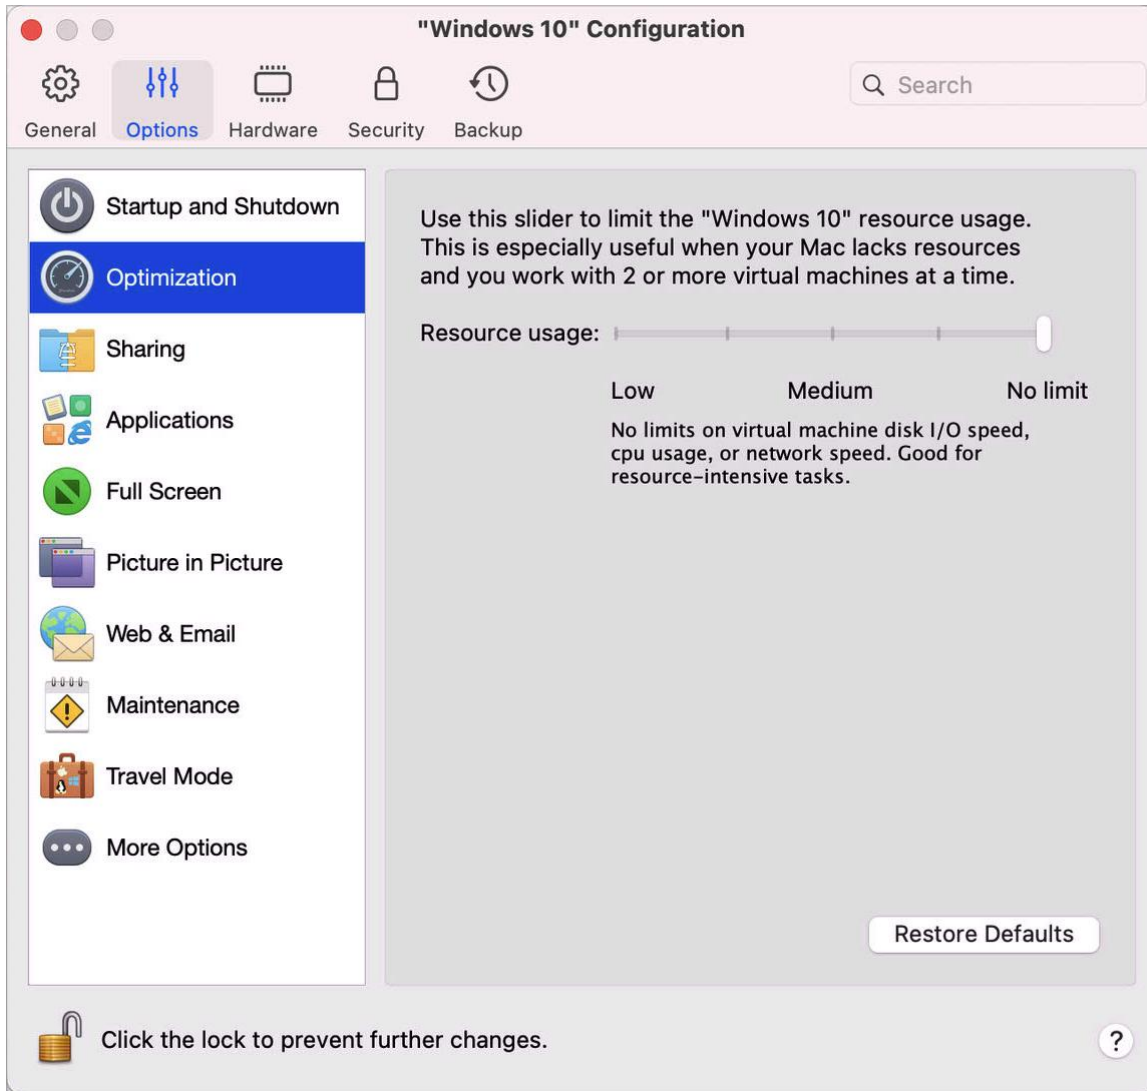 "Windows 10" Configuration
General
Options
Hardware
Security
Backup
Search
Startup and Shutdown
Optimization
Sharing
Applications
Full Screen
Picture in Picture
Web & Email
Maintenance
Travel Mode
More Options
Use this slider to limit the "Windows 10" resource usage.
This is especially useful when your Mac lacks resources
and you work with 2 or more virtual machines at a time.
Resource usage:
Low
Medium
No limit
No limits on virtual machine disk I/O speed,
cpu usage, or network speed. Good for
resource-intensive tasks.
Restore Defaults
Click the lock to prevent further changes.
?